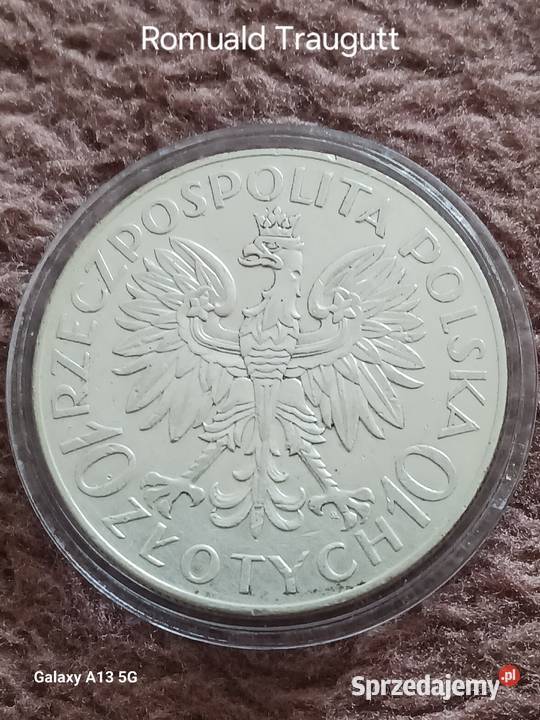 Romuald Traugutt
RZECZPOSPOLITA POLSKA
10 ZŁOTYCH 10
Galaxy A13 5G
Sprzedajemy.pl